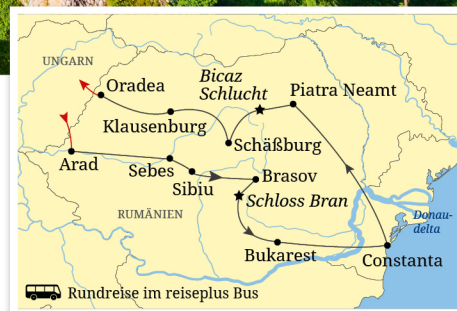 UNGARN
Oradea
Bicaz
Schlucht
Piatra Neamt
Klausenburg
Schäßburg
Arad
Sebes
Sibiu
Brasov
Schloss Bran
RUMÄNIEN
Donau-
delta
Bukarest
Constanta
Rundreise im reiseplus Bus